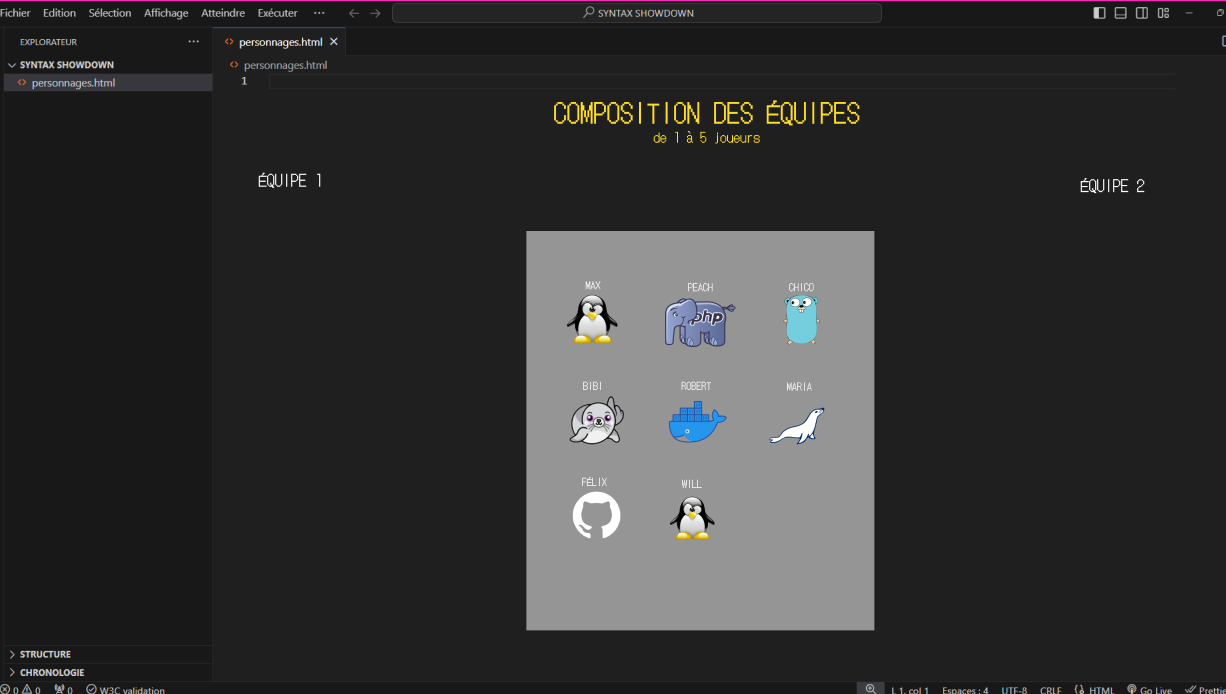 Fichier Edition Sélection Affichage Atteindre Exécuter ··· SYNTAX SHOWDOWN
EXPLORATEUR ··· personnages.html
SYNTAX SHOWDOWN
personnages.html
personnages.html
1
COMPOSITION DES ÉQUIPES
de 1 à 5 joueurs
ÉQUIPE 1
ÉQUIPE 2
MAX PEACH CHICO
php
BIBI ROBERT MARIA
FÉLIX WILL
STRUCTURE
CHRONOLOGIE
0 0 0 W3C validation L 1, col 1 Espaces : 4 UTF-8 CRLF HTML Go Live Prettie